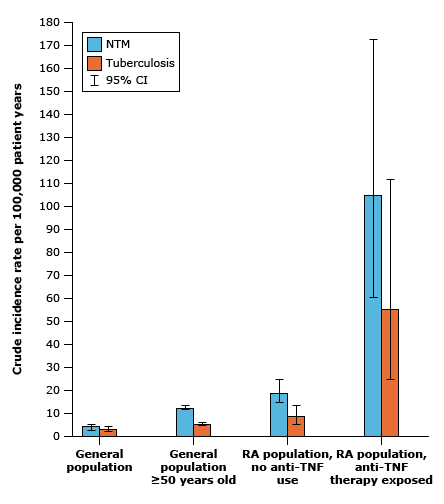 180
170
160
150
140
130
120
110
100
90
80
70
60
50
40
30
20
10
0
Crude incidence rate per 100,000 patient years
NTM
Tuberculosis
95% CI
General
population
General
population
≥50 years old
RA population,
no anti-TNF
use
RA population,
anti-TNF
therapy exposed